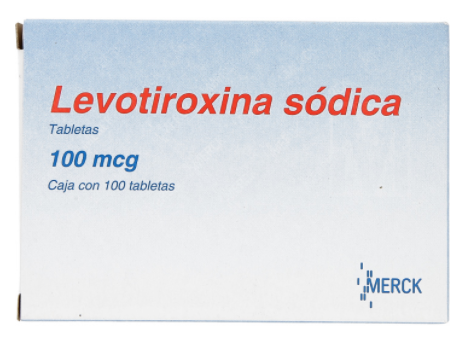 Levotiroxina sódica
Tabletas
100 mcg
Caja con 100 tabletas
MERCK